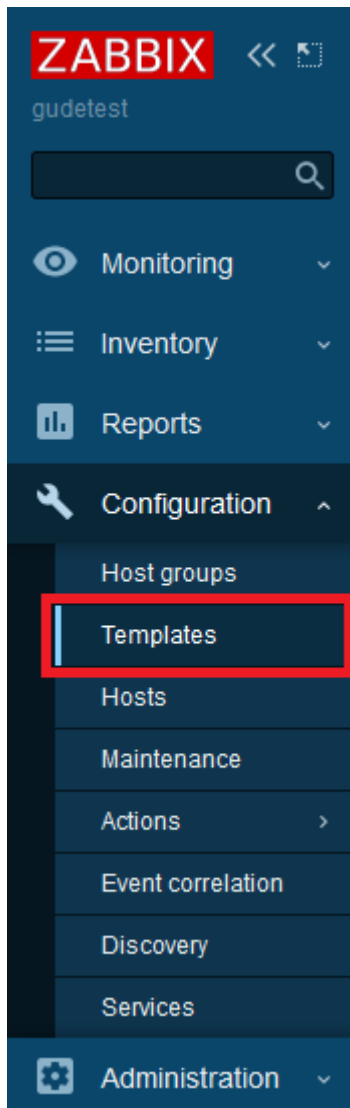 ZABBIX
gudetest
Monitoring
Inventory
Reports
Configuration
Host groups
Templates
Hosts
Maintenance
Actions
Event correlation
Discovery
Services
Administration